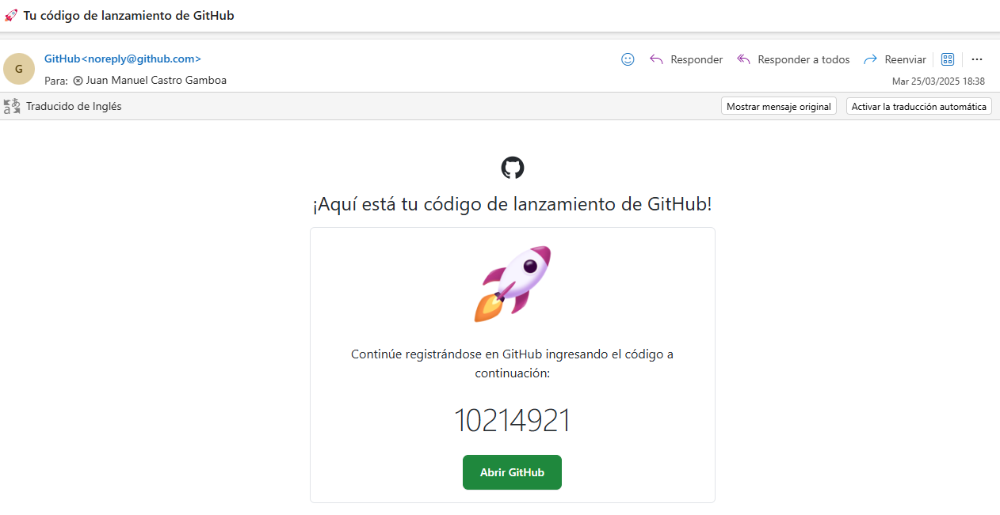 🚀 Tu código de lanzamiento de GitHub
G
GitHub<noreply@github.com>
Responder
Responder a todos
Reenviar
Para: Juan Manuel Castro Gamboa
Mar 25/03/2025 18:38
Traducido de Inglés
Mostrar mensaje original
Activar la traducción automática
¡Aquí está tu código de lanzamiento de GitHub!
Continúe registrándose en GitHub ingresando el código a
continuación:
10214921
Abrir GitHub